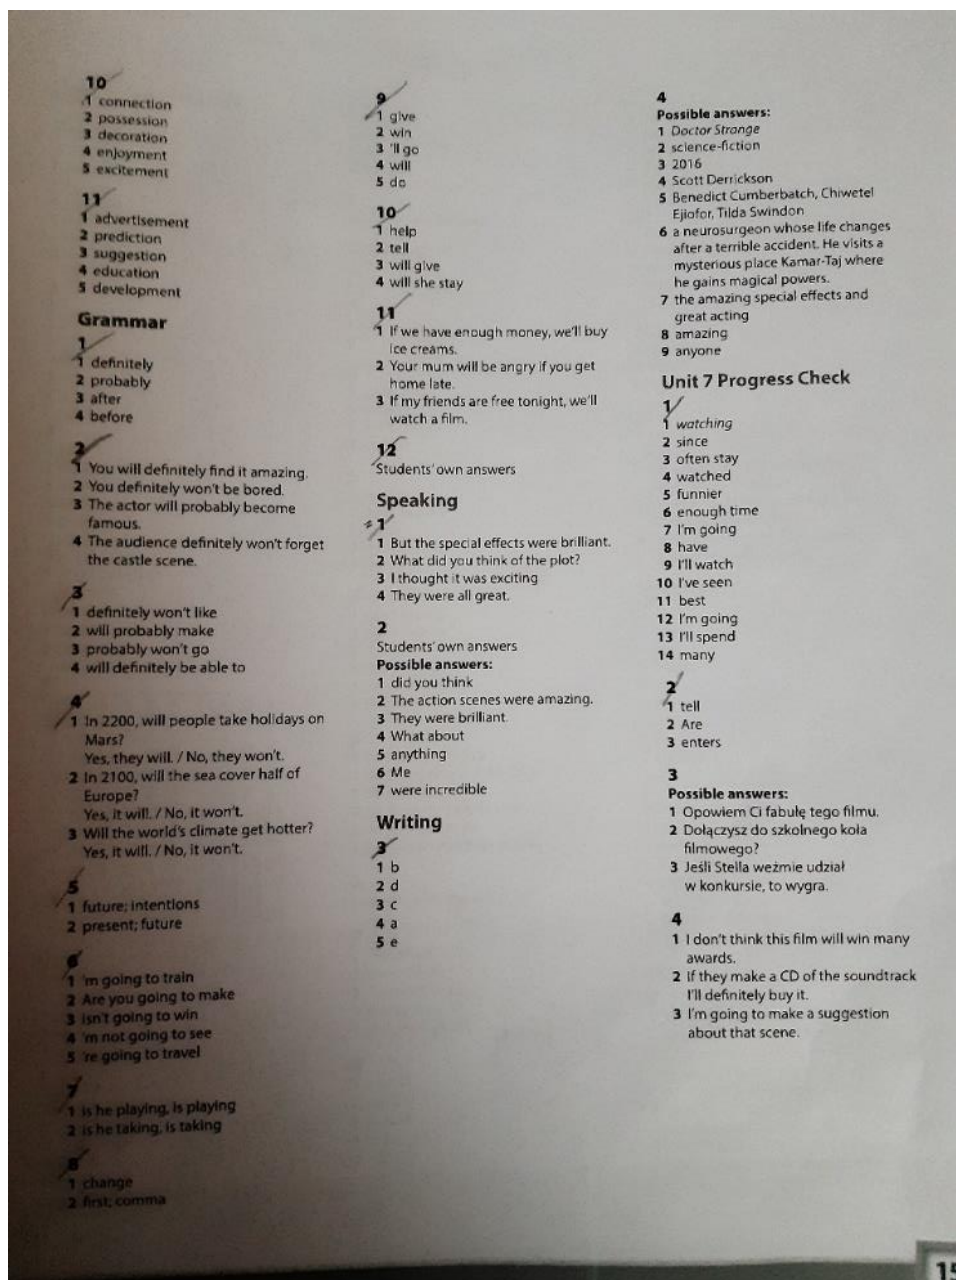 10
1 connection
2 possession
3 decoration
4 enjoyment
5 excitement
11
1 advertisement
2 prediction
3 suggestion
4 education
5 development
Grammar
1
1 definitely
2 probably
3 after
4 before
2
1 You will definitely find it amazing.
2 You definitely won't be bored.
3 The actor will probably become
famous.
4 The audience definitely won't forget
the castle scene.
3
1 definitely won't like
2 will probably make
3 probably won't go
4 will definitely be able to
4
1 In 2200, will people take holidays on
Mars?
Yes, they will. / No, they won't.
2 In 2100, will the sea cover half of
Europe?
Yes, it will. / No, it won't.
3 Will the world's climate get hotter?
Yes, it will. / No, it won't.
5
1 future; intentions
2 present; future
6
1 'm going to train
2 Are you going to make
3 isn't going to win
4 'm not going to see
5 're going to travel
7
1 is he playing, is playing
2 is he taking, is taking
8
1 change
2 first; comma
9
1 give
2 win
3 'll go
4 will
5 do
10
1 help
2 tell
3 will give
4 will she stay
11
1 If we have enough money, we'll buy
ice creams.
2 Your mum will be angry if you get
home late.
3 If my friends are free tonight, we'll
watch a film.
12
Students' own answers
Speaking
1
1 But the special effects were brilliant.
2 What did you think of the plot?
3 I thought it was exciting
4 They were all great.
2
Students' own answers
Possible answers:
1 did you think
2 The action scenes were amazing.
3 They were brilliant.
4 What about
5 anything
6 Me
7 were incredible
Writing
3
1 b
2 d
3 c
4 a
5 e
4
Possible answers:
1 Doctor Strange
2 science-fiction
3 2016
4 Scott Derrickson
5 Benedict Cumberbatch, Chiwetel
Ejiofor, Tilda Swindon
6 a neurosurgeon whose life changes
after a terrible accident. He visits a
mysterious place Kamar-Taj where
he gains magical powers.
7 the amazing special effects and
great acting
8 amazing
9 anyone
Unit 7 Progress Check
1
1 watching
2 since
3 often stay
4 watched
5 funnier
6 enough time
7 I'm going
8 have
9 I'll watch
10 I've seen
11 best
12 I'm going
13 I'll spend
14 many
2
1 tell
2 Are
3 enters
3
Possible answers:
1 Opowiem Ci fabułę tego filmu.
2 Dołączysz do szkolnego koła
filmowego?
3 Jeśli Stella weźmie udział
w konkursie, to wygra.
4
1 I don't think this film will win many
awards.
2 If they make a CD of the soundtrack
I'll definitely buy it.
3 I'm going to make a suggestion
about that scene.